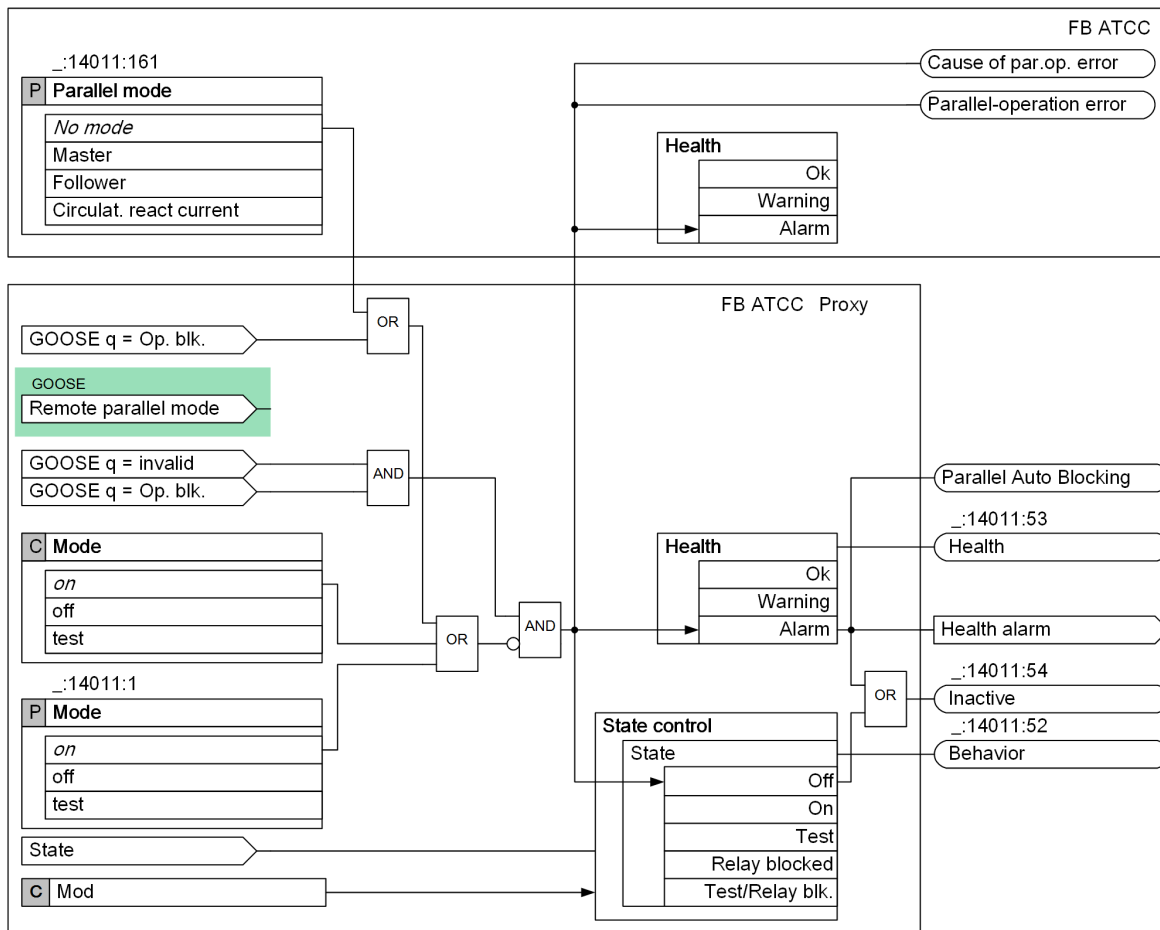 FB ATCC
_:14011:161
P Parallel mode
No mode
Master
Follower
Circulat. react current
Cause of par.op. error
Parallel-operation error
Health
Ok
Warning
Alarm
FB ATCC Proxy
OR
GOOSE q = Op. blk.
GOOSE
Remote parallel mode
GOOSE q = invalid
GOOSE q = Op. blk.
AND
C Mode
on
off
test
_:14011:1
P Mode
on
off
test
State
C Mod
OR
AND
Health
Ok
Warning
Alarm
State control
State
Off
On
Test
Relay blocked
Test/Relay blk.
OR
Parallel Auto Blocking
_:14011:53
Health
Health alarm
_:14011:54
Inactive
_:14011:52
Behavior